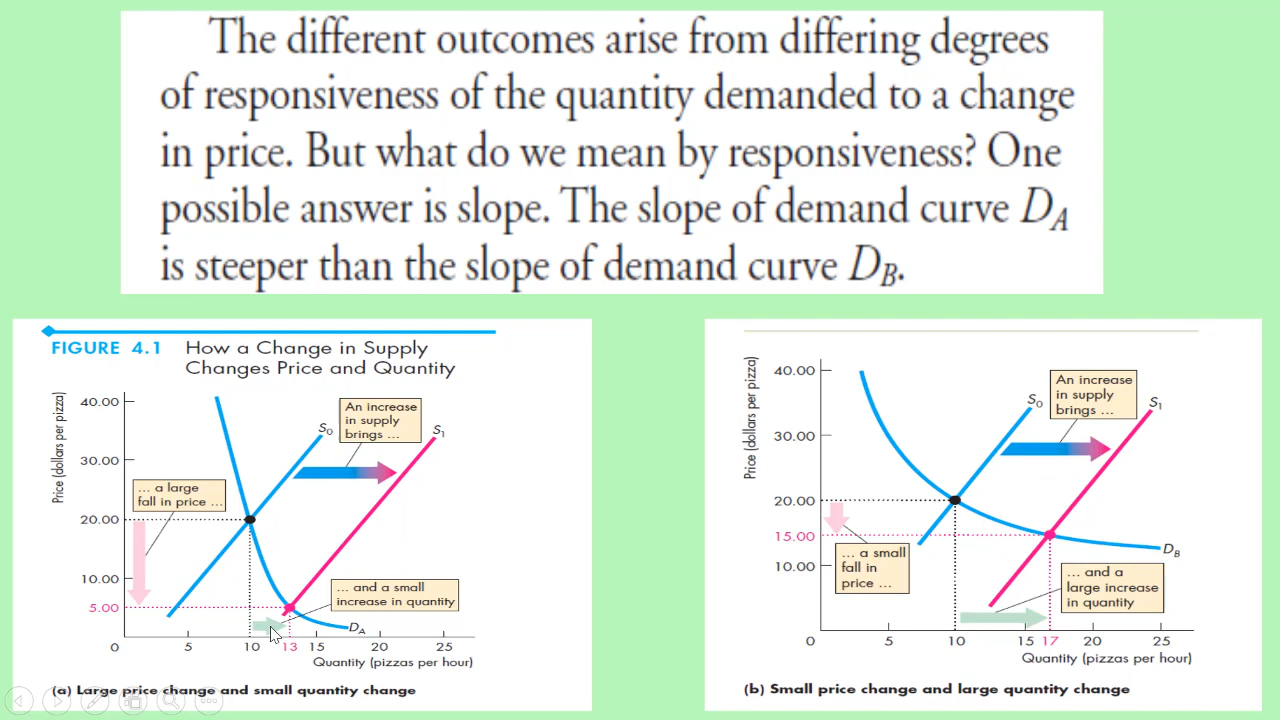 The different outcomes arise from differing degrees
of responsiveness of the quantity demanded to a change
in price. But what do we mean by responsiveness? One
possible answer is slope. The slope of demand curve D_A
is steeper than the slope of demand curve D_B.
FIGURE 4.1 How a Change in Supply
Changes Price and Quantity
Price (dollars per pizza)
40.00
30.00
20.00
10.00
5.00
0
5
10
13
15
20
25
Quantity (pizzas per hour)
S0
S1
An increase
in supply
brings ...
... a large
fall in price ...
... and a small
increase in quantity
D_A
(a) Large price change and small quantity change
Price (dollars per pizza)
40.00
30.00
20.00
15.00
10.00
0
5
10
15
17
20
25
Quantity (pizzas per hour)
S0
S1
An increase
in supply
brings ...
... a small
fall in
price ...
... and a
large increase
in quantity
D_B
(b) Small price change and large quantity change